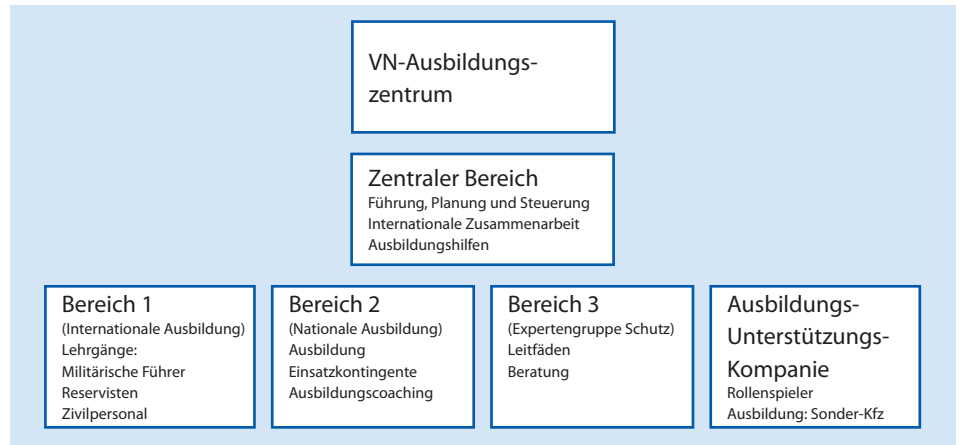 VN-Ausbildungs-
zentrum
Zentraler Bereich
Führung, Planung und Steuerung
Internationale Zusammenarbeit
Ausbildungshilfen
Bereich 1
(Internationale Ausbildung)
Lehrgänge:
Militärische Führer
Reservisten
Zivilpersonal
Bereich 2
(Nationale Ausbildung)
Ausbildung
Einsatzkontingente
Ausbildungscoaching
Bereich 3
(Expertengruppe Schutz)
Leitfäden
Beratung
Ausbildungs-
Unterstützungs-
Kompanie
Rollenspieler
Ausbildung: Sonder-Kfz